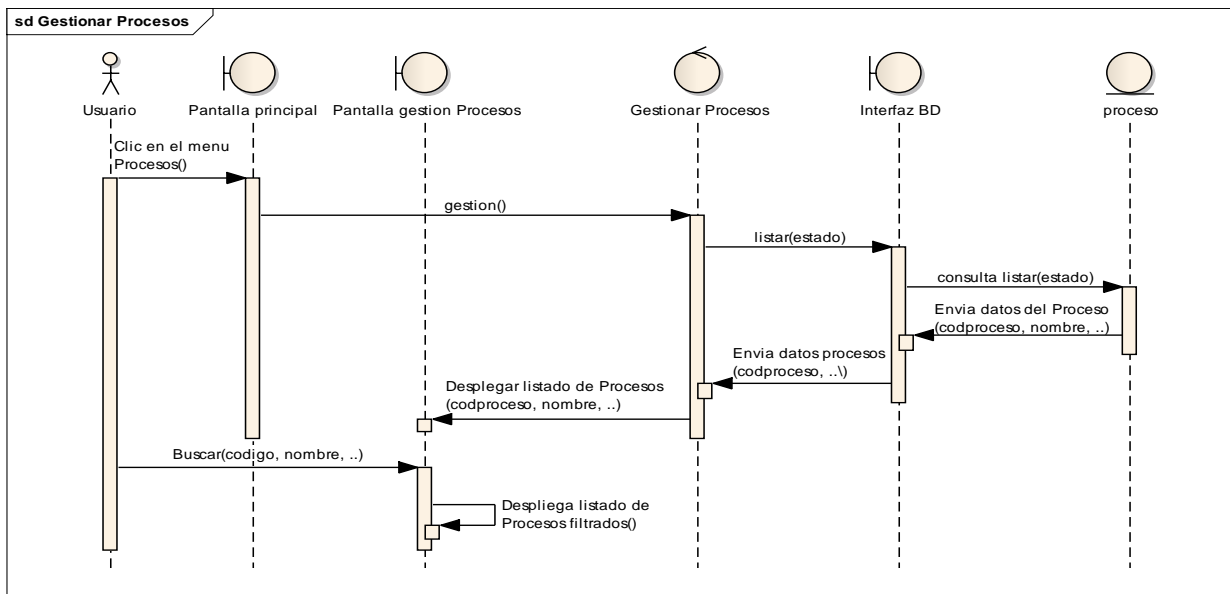 sd Gestionar Procesos
Usuario
Pantalla principal
Pantalla gestion Procesos
Gestionar Procesos
Interfaz BD
proceso
Clic en el menu
Procesos()
gestion()
listar(estado)
consulta listar(estado)
Envia datos del Proceso
(codproceso, nombre, ..)
Envia datos procesos
(codproceso, ..\)
Desplegar listado de Procesos
(codproceso, nombre, ..)
Buscar(codigo, nombre, ..)
Despliega listado de
Procesos filtrados()